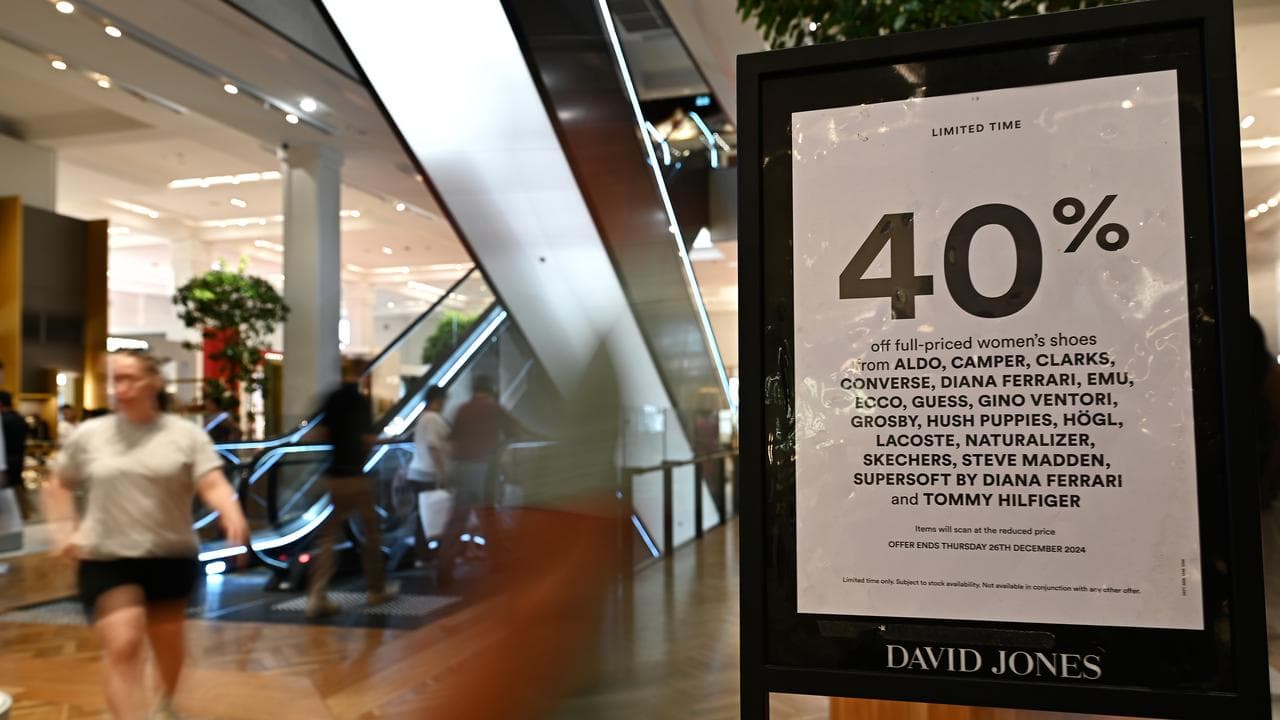 LIMITED TIME
40%
off full-priced women's shoes
from ALDO, CAMPER, CLARKS,
CONVERSE, DIANA FERRARI, EMU,
ECCO, GUESS, GINO VENTORI,
GROSBY, HUSH PUPPIES, HÖGL,
LACOSTE, NATURALIZER,
SKECHERS, STEVE MADDEN,
SUPERSOFT BY DIANA FERRARI
and TOMMY HILFIGER
Items will scan at the reduced price
OFFER ENDS THURSDAY 26TH DECEMBER 2024
Limited time only. Subject to stock availability. Not available in conjunction with any other offer.
DAVID JONES